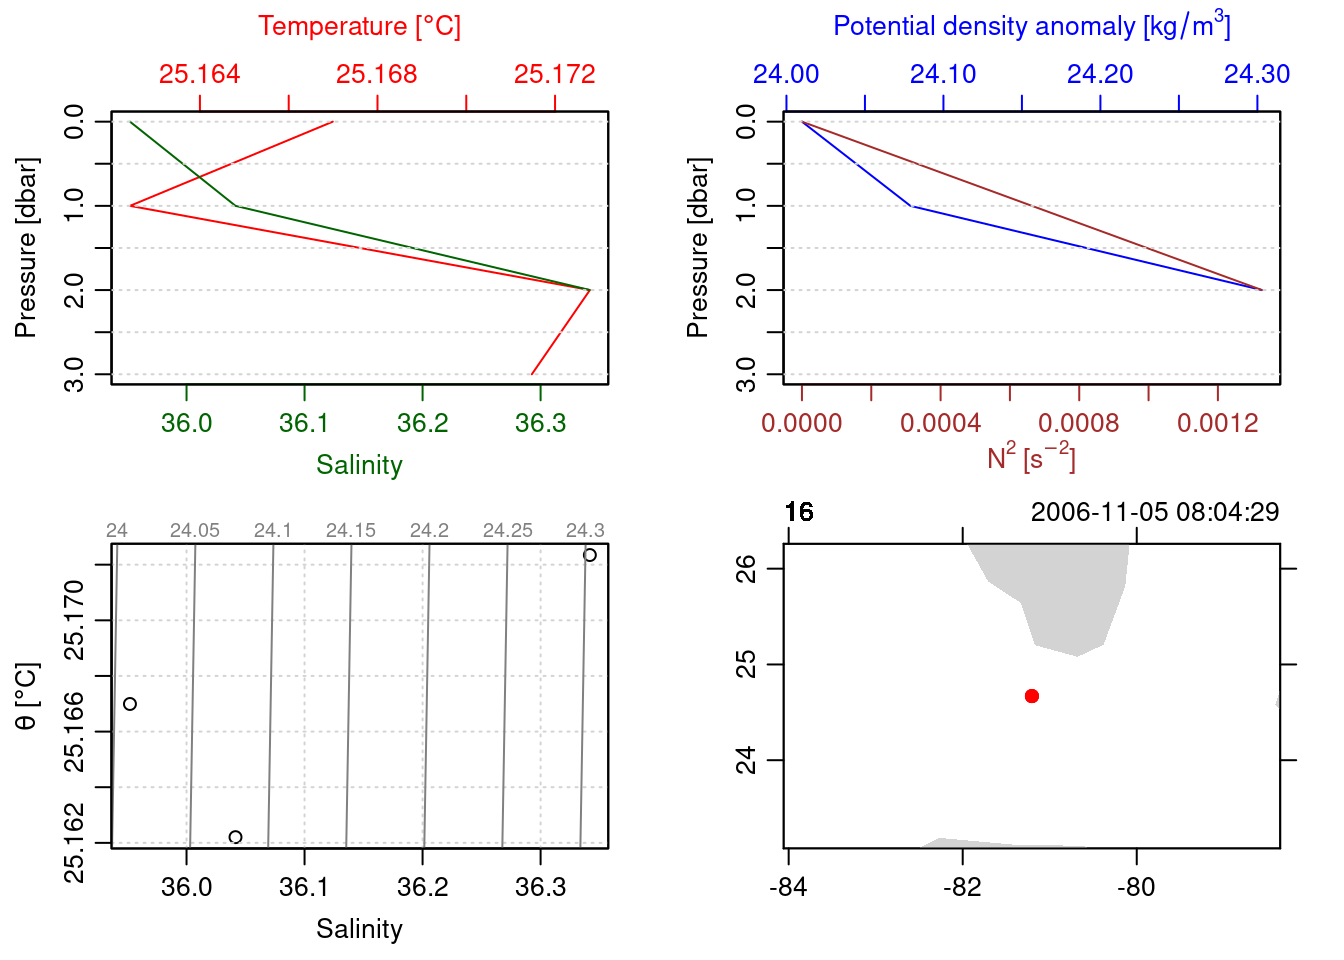 Temperature [°C]
25.164 25.168 25.172
Pressure [dbar]
0.0 1.0 2.0 3.0
36.0 36.1 36.2 36.3
Salinity
Potential density anomaly [kg/m³]
24.00 24.10 24.20 24.30
Pressure [dbar]
0.0 1.0 2.0 3.0
0.0000 0.0004 0.0008 0.0012
N² [s⁻²]
24 24.05 24.1 24.15 24.2 24.25 24.3
θ [°C]
25.162 25.166 25.170
36.0 36.1 36.2 36.3
Salinity
16 2006-11-05 08:04:29
26
25
24
-84 -82 -80